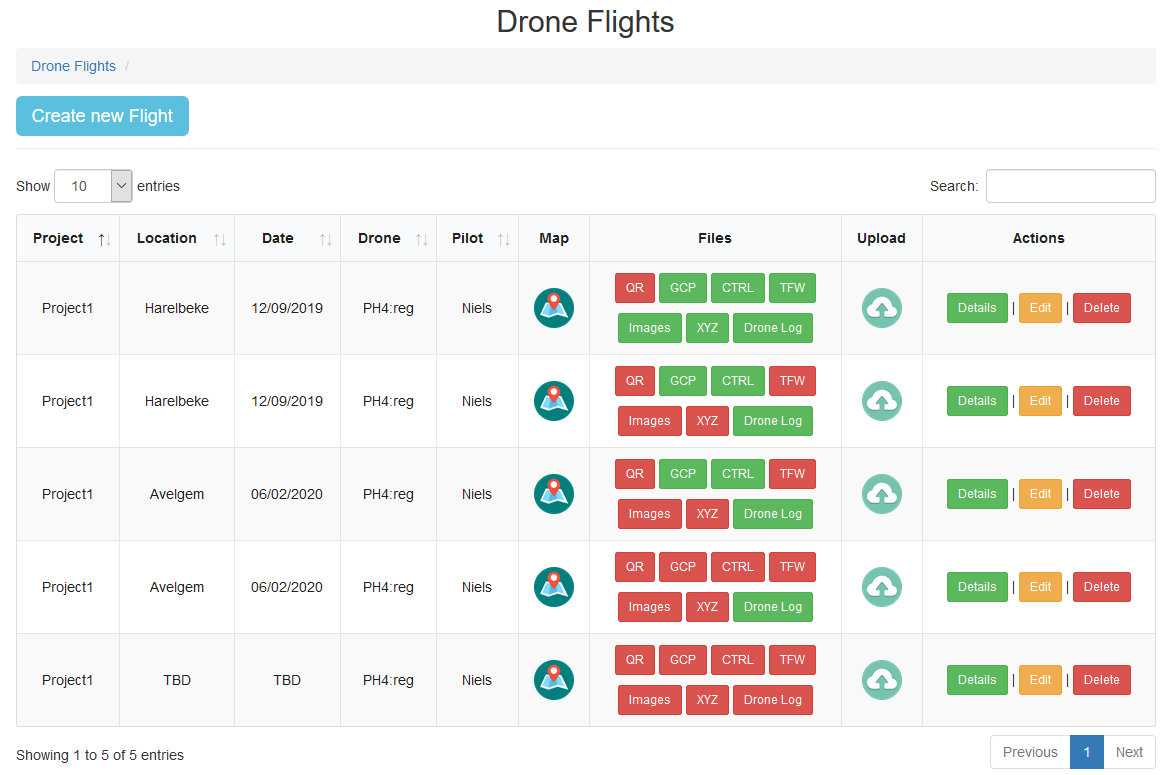 Drone Flights
Drone Flights /
Create new Flight
Show 10 entries Search:
Project Location Date Drone Pilot Map Files Upload Actions
QR GCP CTRL TFW
Project1 Harelbeke 12/09/2019 PH4:reg Niels Details | Edit | Delete
Images XYZ Drone Log
QR GCP CTRL TFW
Project1 Harelbeke 12/09/2019 PH4:reg Niels Details | Edit | Delete
Images XYZ Drone Log
QR GCP CTRL TFW
Project1 Avelgem 06/02/2020 PH4:reg Niels Details | Edit | Delete
Images XYZ Drone Log
QR GCP CTRL TFW
Project1 Avelgem 06/02/2020 PH4:reg Niels Details | Edit | Delete
Images XYZ Drone Log
QR GCP CTRL TFW
Project1 TBD TBD PH4:reg Niels Details | Edit | Delete
Images XYZ Drone Log
Showing 1 to 5 of 5 entries Previous 1 Next